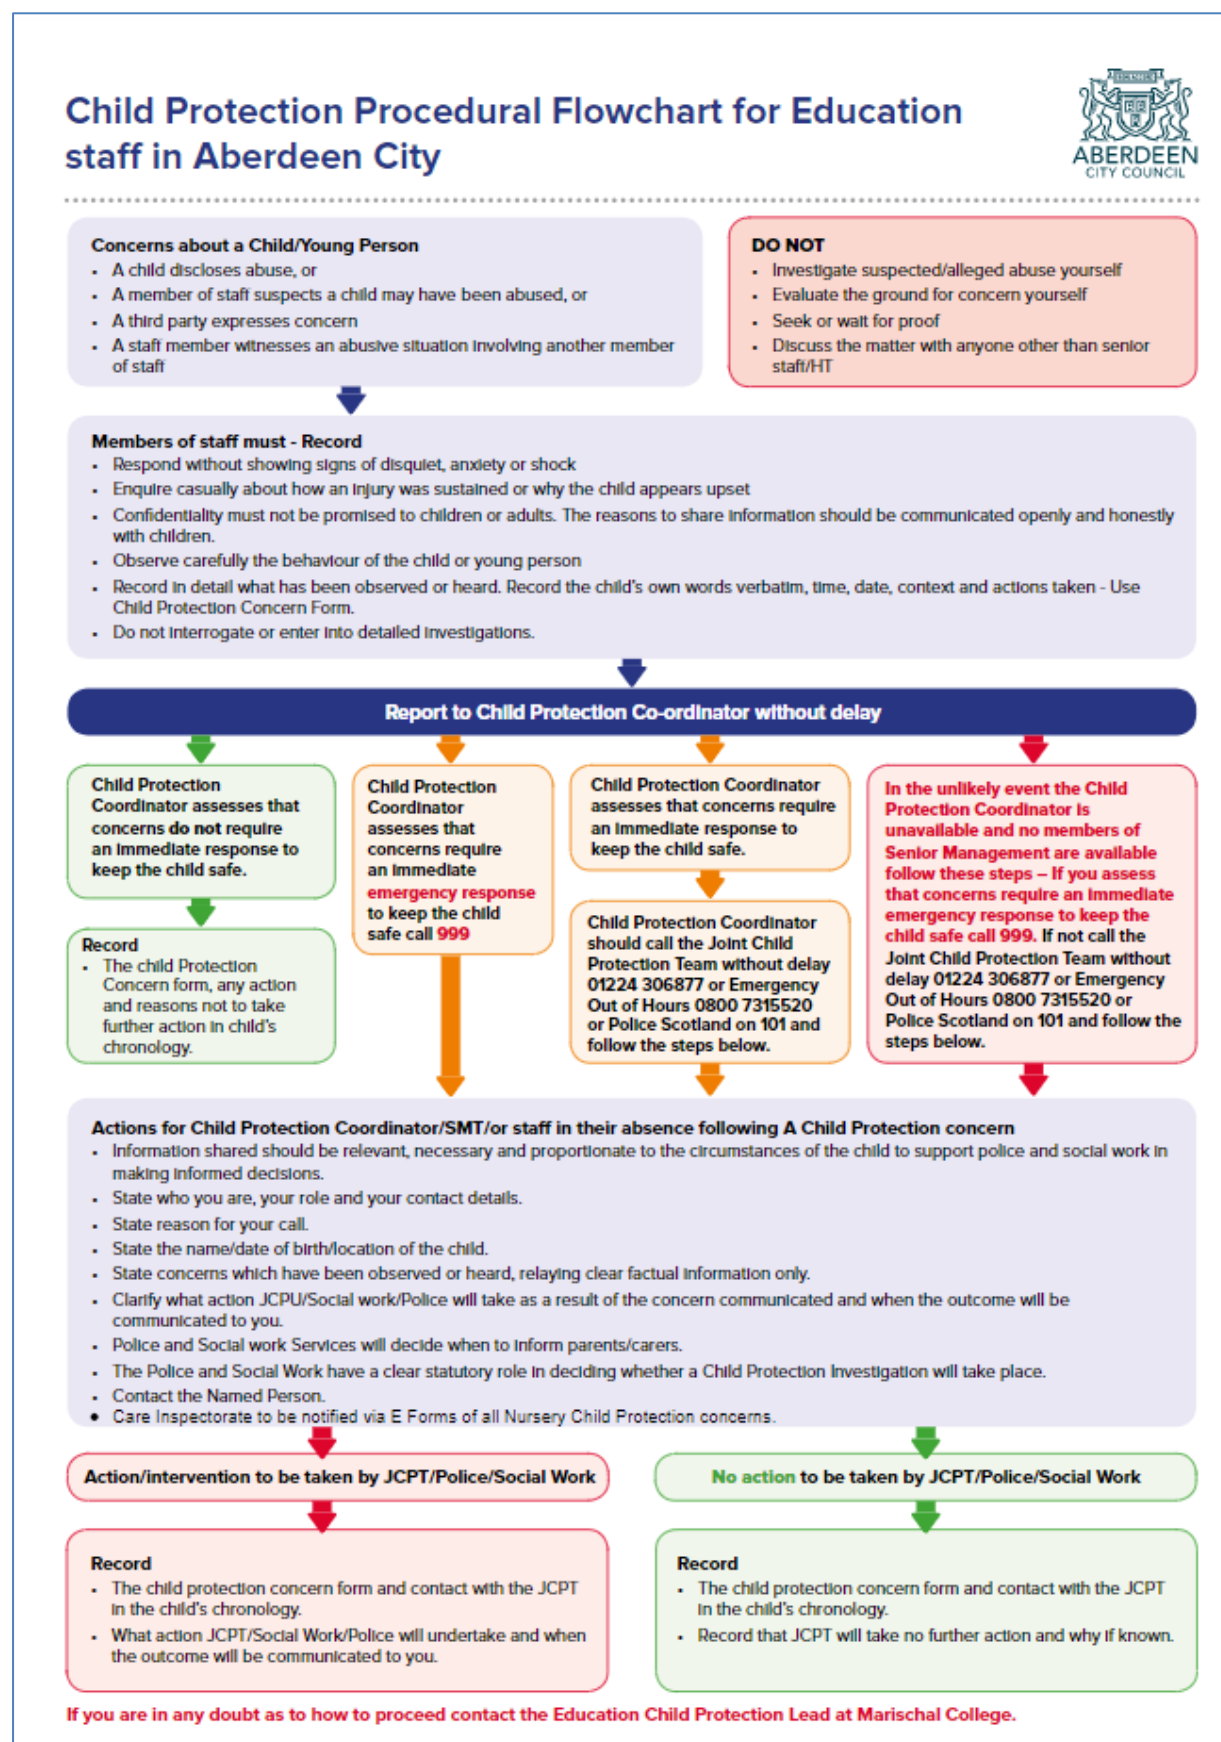 Child Protection Procedural Flowchart for Education
staff in Aberdeen City
ABERDEEN
CITY COUNCIL
Concerns about a Child/Young Person
• A child discloses abuse, or
• A member of staff suspects a child may have been abused, or
• A third party expresses concern
• A staff member witnesses an abusive situation involving another member
of staff
DO NOT
• Investigate suspected/alleged abuse yourself
• Evaluate the ground for concern yourself
• Seek or wait for proof
• Discuss the matter with anyone other than senior
staff/HT
Members of staff must - Record
• Respond without showing signs of disquiet, anxiety or shock
• Enquire casually about how an injury was sustained or why the child appears upset
• Confidentiality must not be promised to children or adults. The reasons to share information should be communicated openly and honestly
with children.
• Observe carefully the behaviour of the child or young person
• Record in detail what has been observed or heard. Record the child's own words verbatim, time, date, context and actions taken - Use
Child Protection Concern Form.
• Do not interrogate or enter into detailed investigations.
Report to Child Protection Co-ordinator without delay
Child Protection
Coordinator assesses that
concerns do not require
an immediate response to
keep the child safe.
Record
• The child Protection
Concern form, any action
and reasons not to take
further action in child's
chronology.
Child Protection
Coordinator
assesses that
concerns require
an immediate
emergency response
to keep the child
safe call 999
Child Protection Coordinator
assesses that concerns require
an immediate response to
keep the child safe.
Child Protection Coordinator
should call the Joint Child
Protection Team without delay
01224 306877 or Emergency
Out of Hours 0800 7315520
or Police Scotland on 101 and
follow the steps below.
In the unlikely event the Child
Protection Coordinator is
unavailable and no members of
Senior Management are available
follow these steps – If you assess
that concerns require an immediate
emergency response to keep the
child safe call 999. If not call the
Joint Child Protection Team without
delay 01224 306877 or Emergency
Out of Hours 0800 7315520 or
Police Scotland on 101 and follow the
steps below.
Actions for Child Protection Coordinator/SMT/or staff in their absence following A Child Protection concern
• Information shared should be relevant, necessary and proportionate to the circumstances of the child to support police and social work in
making informed decisions.
• State who you are, your role and your contact details.
• State reason for your call.
• State the name/date of birth/location of the child.
• State concerns which have been observed or heard, relaying clear factual information only.
• Clarify what action JCPU/Social work/Police will take as a result of the concern communicated and when the outcome will be
communicated to you.
• Police and Social work Services will decide when to inform parents/carers.
• The Police and Social Work have a clear statutory role in deciding whether a Child Protection Investigation will take place.
• Contact the Named Person.
• Care Inspectorate to be notified via E Forms of all Nursery Child Protection concerns.
Action/intervention to be taken by JCPT/Police/Social Work
No action to be taken by JCPT/Police/Social Work
Record
• The child protection concern form and contact with the JCPT
in the child's chronology.
• What action JCPT/Social Work/Police will undertake and when
the outcome will be communicated to you.
Record
• The child protection concern form and contact with the JCPT
in the child's chronology.
• Record that JCPT will take no further action and why if known.
If you are in any doubt as to how to proceed contact the Education Child Protection Lead at Marischal College.